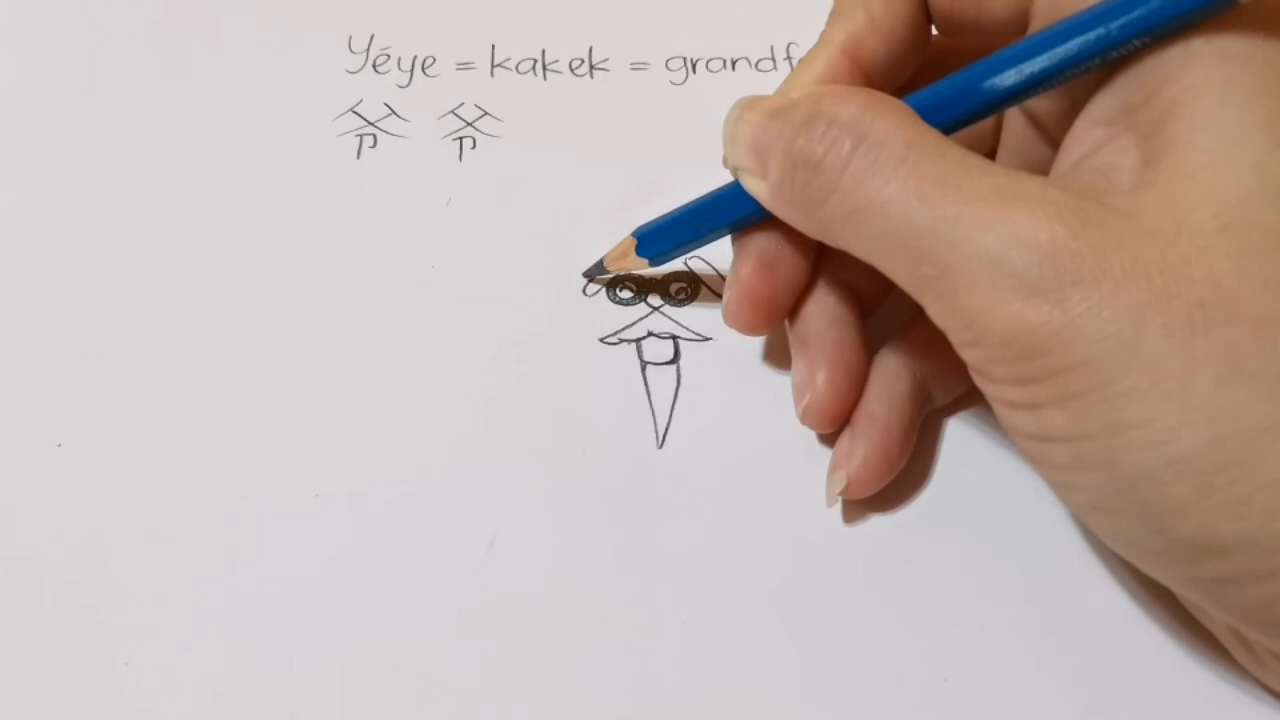 Yéye = kakek = grandf
爷 爷